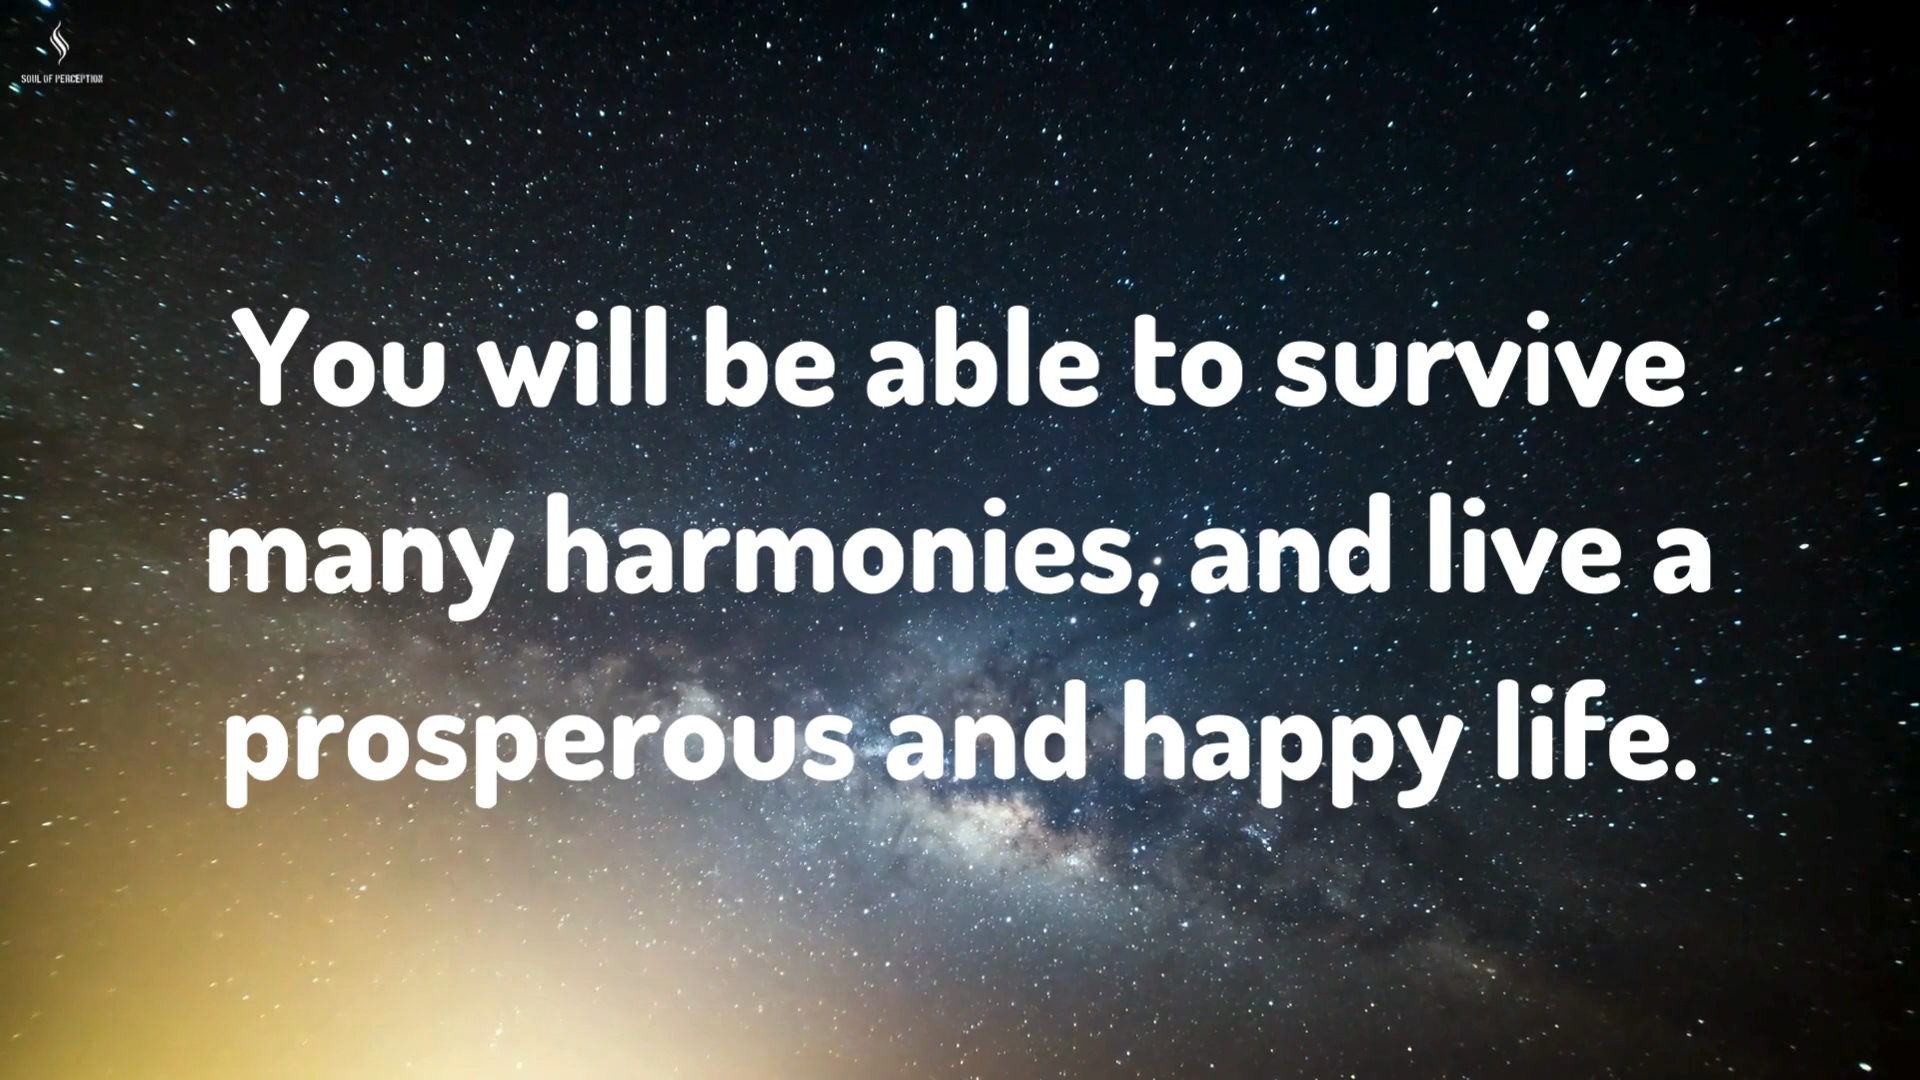 SOUL OF PERCEPTION
You will be able to survive
many harmonies, and live a
prosperous and happy life.